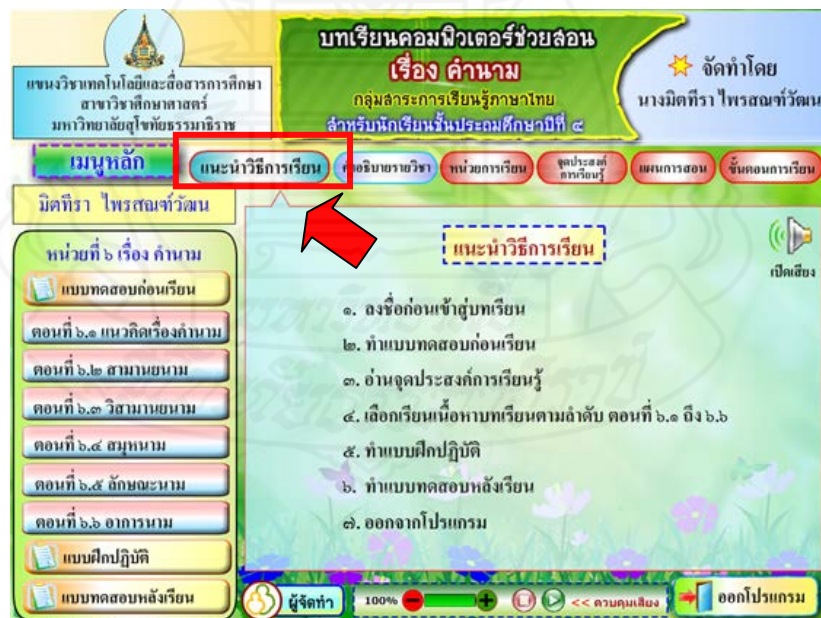 แขนงวิชาเทคโนโลยีและสื่อสารการศึกษา
สาขาวิชาศึกษาศาสตร์
มหาวิทยาลัยสุโขทัยธรรมาธิราช
บทเรียนคอมพิวเตอร์ช่วยสอน
เรื่อง คำนาม
กลุ่มสาระการเรียนรู้ภาษาไทย
สำหรับนักเรียนชั้นประถมศึกษาปีที่ ๔
จัดทำโดย
นางมิตทีรา ไพรสณฑ์วัฒน
เมนูหลัก
แนะนำวิธีการเรียน
คำอธิบายรายวิชา
หน่วยการเรียน
จุดประสงค์
การเรียนรู้
แผนการสอน
ขั้นตอนการเรียน
มิตทีรา ไพรสณฑ์วัฒน
หน่วยที่ ๖ เรื่อง คำนาม
แบบทดสอบก่อนเรียน
ตอนที่ ๖.๑ แนวคิดเรื่องคำนาม
ตอนที่ ๖.๒ สามานยนาม
ตอนที่ ๖.๓ วิสามานยนาม
ตอนที่ ๖.๔ สมุหนาม
ตอนที่ ๖.๕ ลักษณะนาม
ตอนที่ ๖.๖ อาการนาม
แบบฝึกปฏิบัติ
แบบทดสอบหลังเรียน
แนะนำวิธีการเรียน
เปิดเสียง
๑. ลงชื่อก่อนเข้าสู่บทเรียน
๒. ทำแบบทดสอบก่อนเรียน
๓. อ่านจุดประสงค์การเรียนรู้
๔. เลือกเรียนเนื้อหาบทเรียนตามลำดับ ตอนที่ ๖.๑ ถึง ๖.๖
๕. ทำแบบฝึกปฏิบัติ
๖. ทำแบบทดสอบหลังเรียน
๗. ออกจากโปรแกรม
ผู้จัดทำ
100%
<< ควบคุมเสียง
ออกโปรแกรม